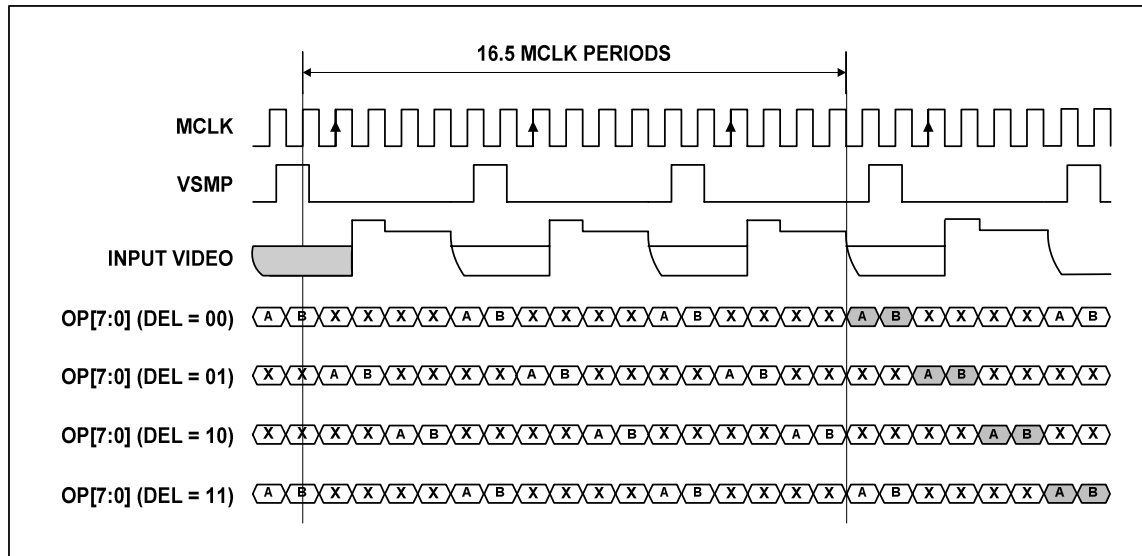 16.5 MCLK PERIODS
MCLK
VSMP
INPUT VIDEO
OP[7:0] (DEL = 00) A B X X X X A B X X X X A B X X X X A B X X X X A B
OP[7:0] (DEL = 01) X X A B X X X X A B X X X X A B X X X X A B X X X X
OP[7:0] (DEL = 10) X X X X A B X X X X A B X X X X A B X X X X A B X X
OP[7:0] (DEL = 11) A B X X X X A B X X X X A B X X X X A B X X X X A B